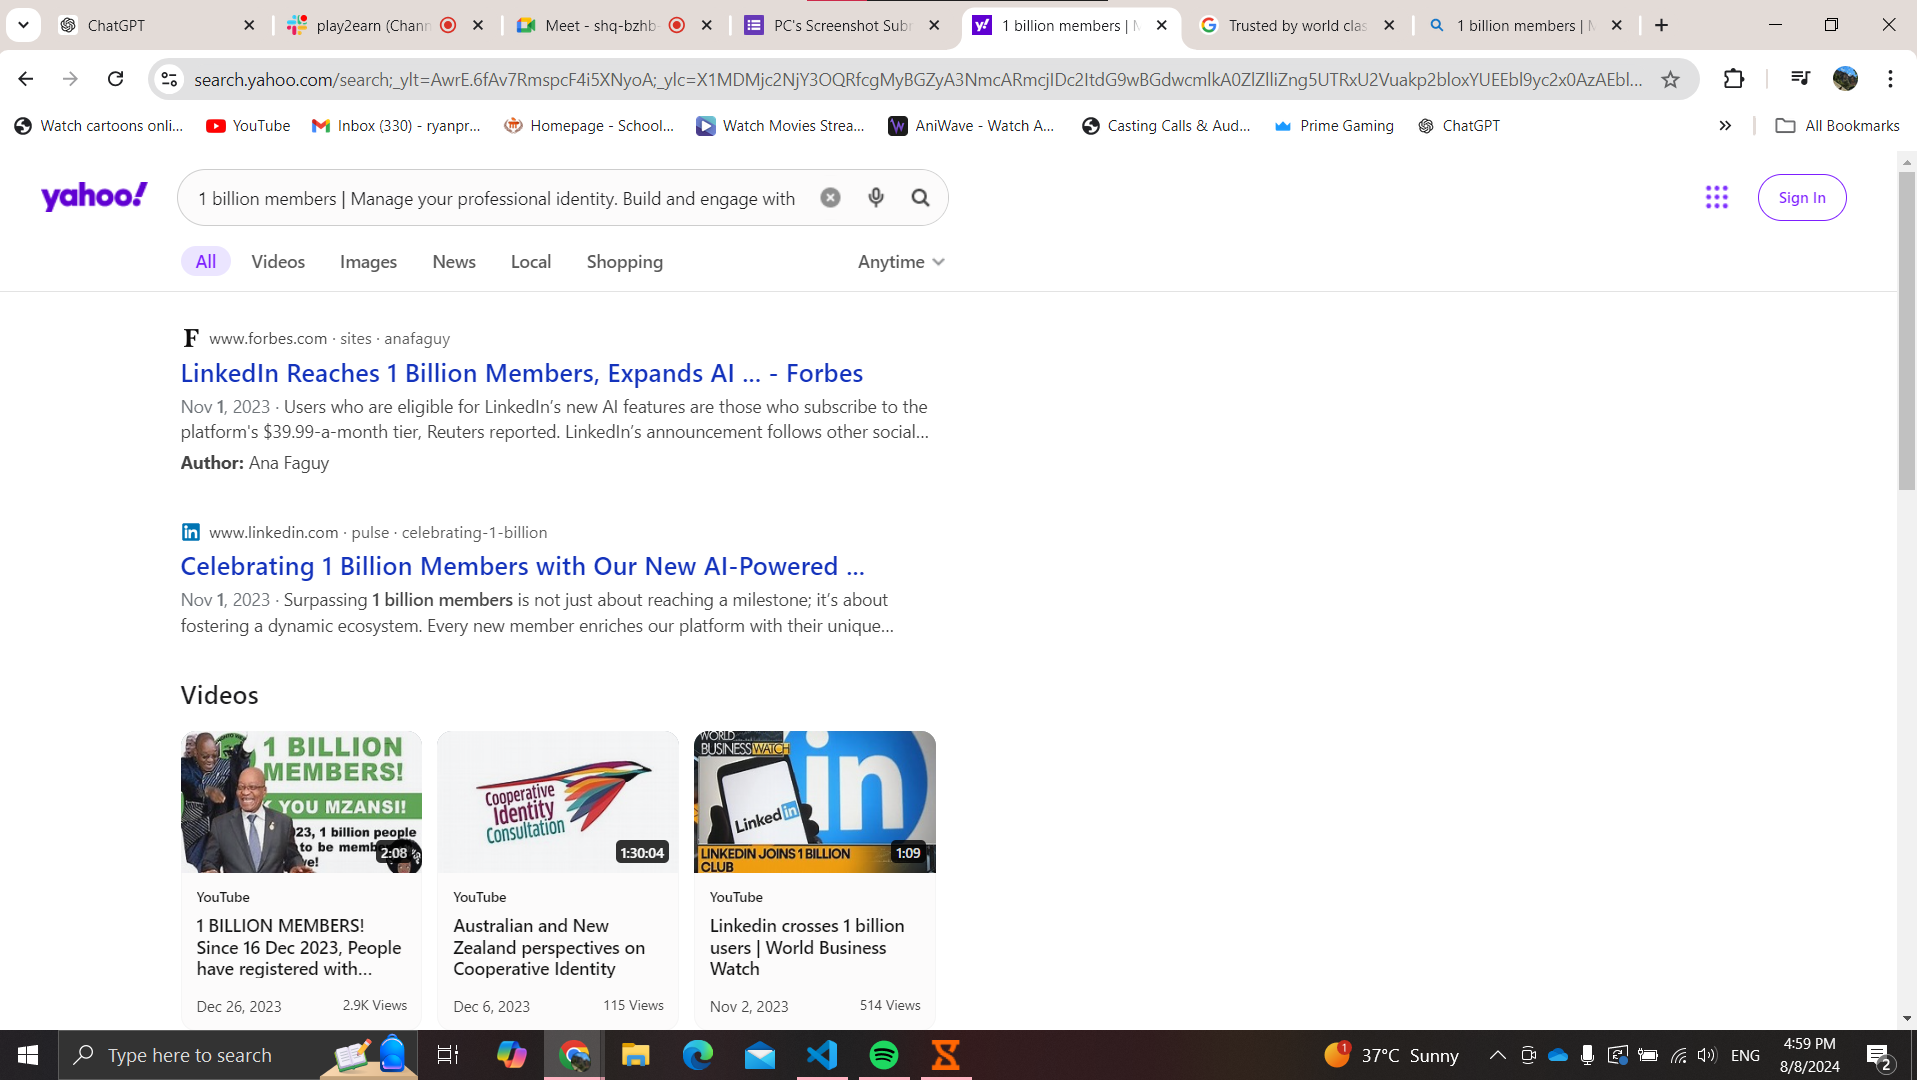 ChatGPT
play2earn (Chann
Meet - shq-bzhb-
PC's Screenshot Subr
1 billion members | M
Trusted by world clas
1 billion members | M
search.yahoo.com/search;_ylt=AwrE.6fAv7RmspcF4i5XNyoA;_ylc=X1MDMjc2NjY3OQRfcgMyBGZyA3NmcARmcjIDc2ItdG9wBGdwcmlkA0ZlZlliZng5UTRxU2Vuakp2bloxYUEEbl9yc2x0AzAEbl...
Watch cartoons onli...
YouTube
Inbox (330) - ryanpr...
Homepage - School...
Watch Movies Strea...
AniWave - Watch A...
Casting Calls & Aud...
Prime Gaming
ChatGPT
All Bookmarks
yahoo!
1 billion members | Manage your professional identity. Build and engage with
Sign In
All
Videos
Images
News
Local
Shopping
Anytime
F www.forbes.com · sites · anafaguy
LinkedIn Reaches 1 Billion Members, Expands AI ... - Forbes
Nov 1, 2023 · Users who are eligible for LinkedIn’s new AI features are those who subscribe to the
platform's $39.99-a-month tier, Reuters reported. LinkedIn’s announcement follows other social...
Author: Ana Faguy
in www.linkedin.com · pulse · celebrating-1-billion
Celebrating 1 Billion Members with Our New AI-Powered ...
Nov 1, 2023 · Surpassing 1 billion members is not just about reaching a milestone; it’s about
fostering a dynamic ecosystem. Every new member enriches our platform with their unique...
Videos
1 BILLION
MEMBERS!
K YOU MZANSI!
023, 1 billion people
to be memb
ve!
2:08
YouTube
1 BILLION MEMBERS!
Since 16 Dec 2023, People
have registered with...
Dec 26, 2023
2.9K Views
Cooperative
Identity
Consultation
1:30:04
YouTube
Australian and New
Zealand perspectives on
Cooperative Identity
Dec 6, 2023
115 Views
WORLD
BUSINESS WATCH
in
Linked in
LINKEDIN JOINS 1 BILLION
CLUB
1:09
YouTube
Linkedin crosses 1 billion
users | World Business
Watch
Nov 2, 2023
514 Views
Type here to search
1
37°C Sunny
ENG
4:59 PM
8/8/2024
2